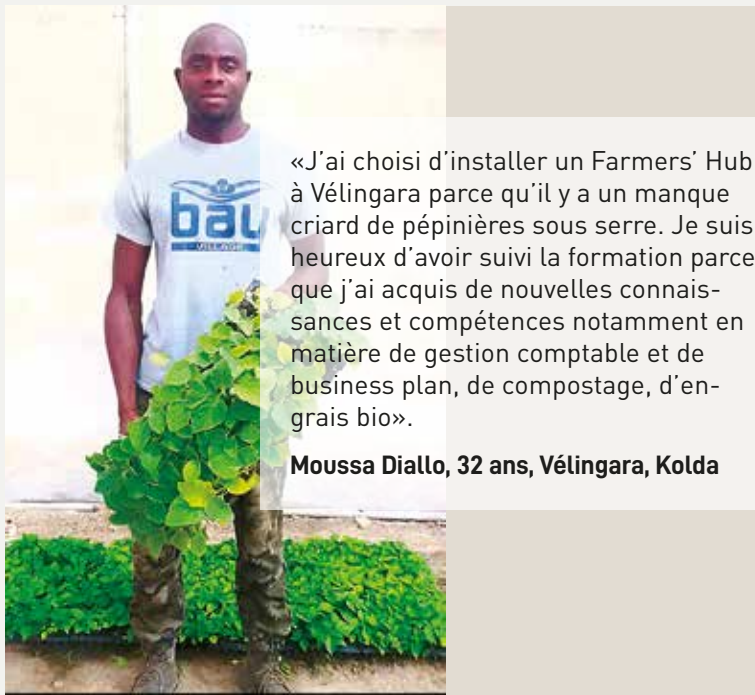 bay
VILLAGE
«J'ai choisi d'installer un Farmers' Hub
à Vélingara parce qu'il y a un manque
criard de pépinières sous serre. Je suis
heureux d'avoir suivi la formation parce
que j'ai acquis de nouvelles connais-
sances et compétences notamment en
matière de gestion comptable et de
business plan, de compostage, d'en-
grais bio».
Moussa Diallo, 32 ans, Vélingara, Kolda